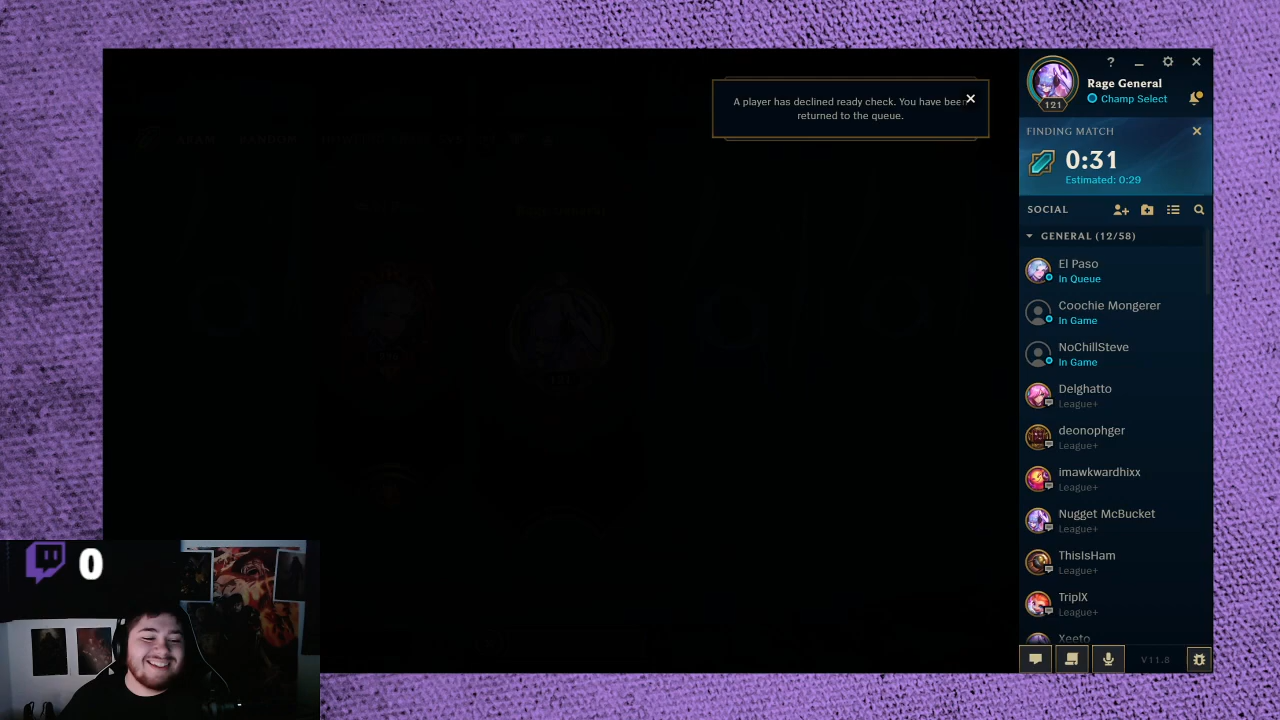 A player has declined ready check. You have been
returned to the queue.
?
Rage General
121
Champ Select
FINDING MATCH
0:31
Estimated: 0:29
SOCIAL
GENERAL (12/58)
El Paso
In Queue
Coochie Mongerer
In Game
NoChillSteve
In Game
Delghatto
League+
deonophger
League+
imawkwardhixx
League+
Nugget McBucket
League+
ThisIsHam
League+
TriplX
League+
Xeeto
V11.8
0